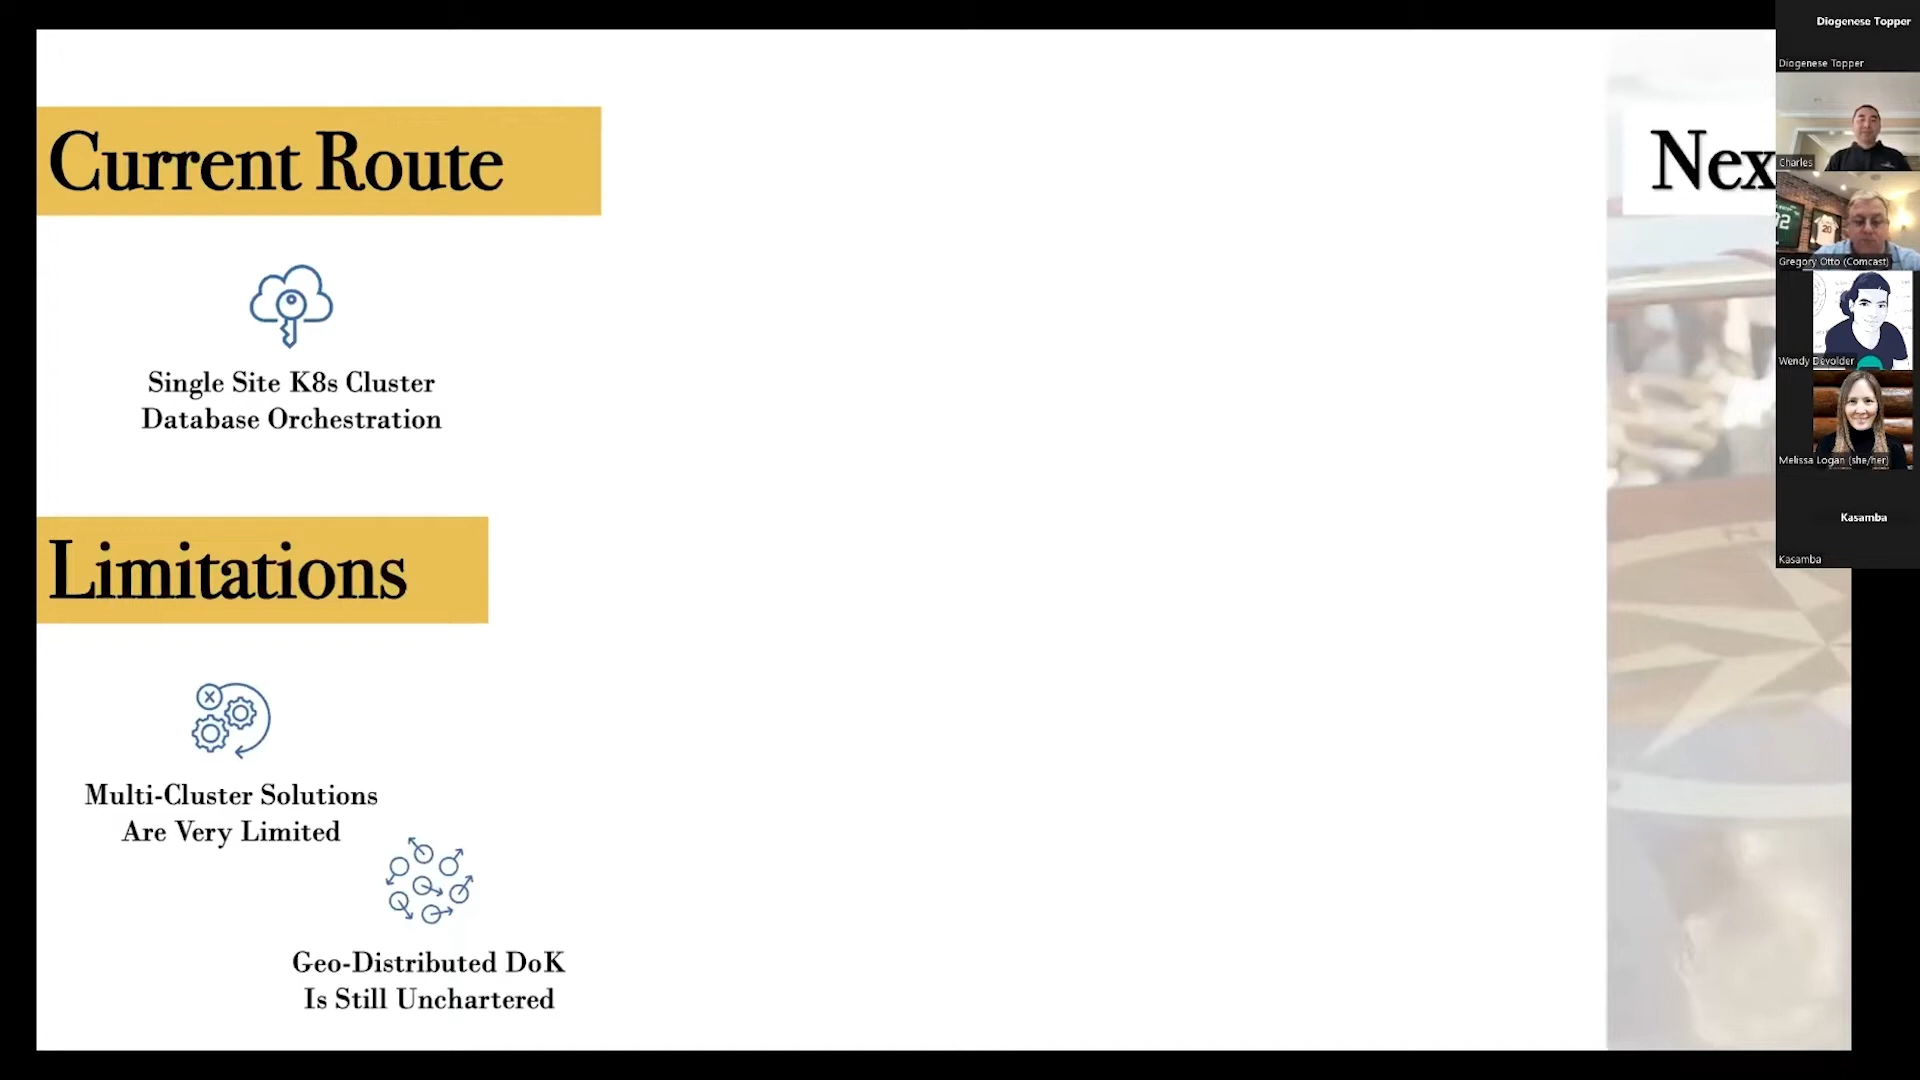 Current Route
Single Site K8s Cluster
Database Orchestration
Limitations
Multi-Cluster Solutions
Are Very Limited
Geo-Distributed DoK
Is Still Unchartered
Nex
Diogenese Topper
Diogenese Topper
Charles
20
Gregory Otto (Comcast)
Wendy Devolder
Melissa Logan (she/her)
Kasamba
Kasamba